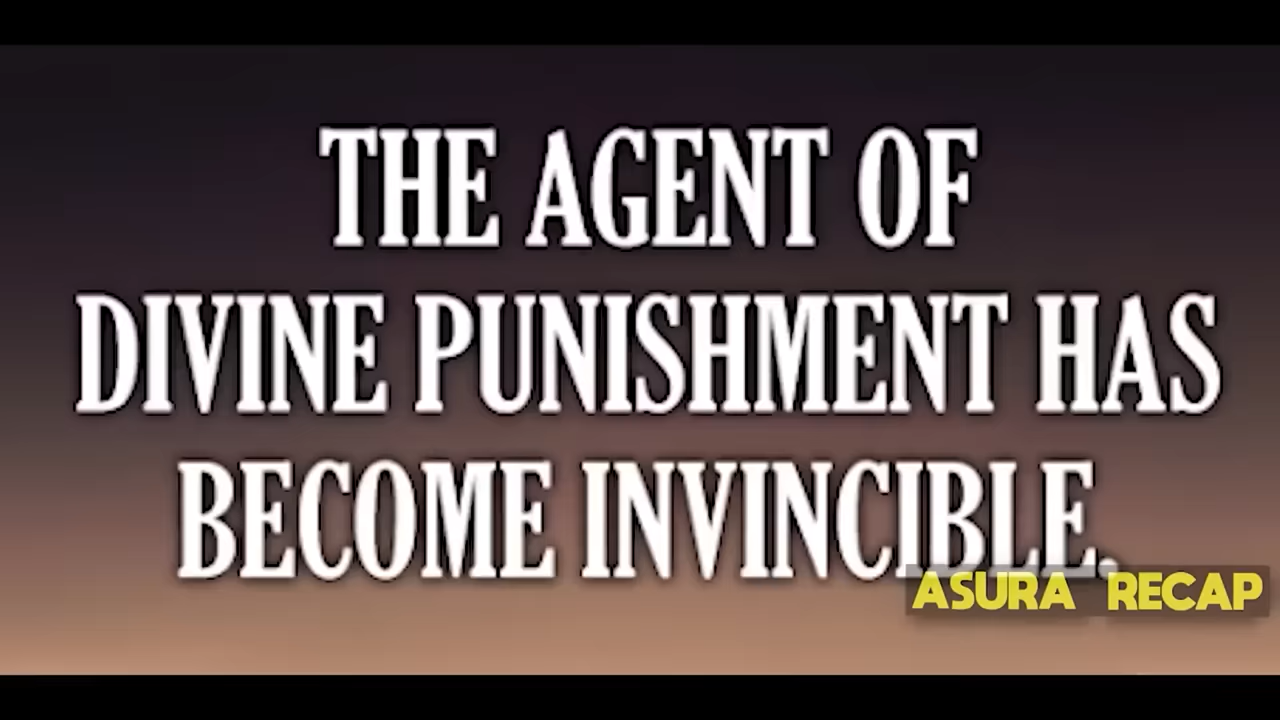 THE AGENT OF
DIVINE PUNISHMENT HAS
BECOME INVINCIBLE.
ASURA RECAP